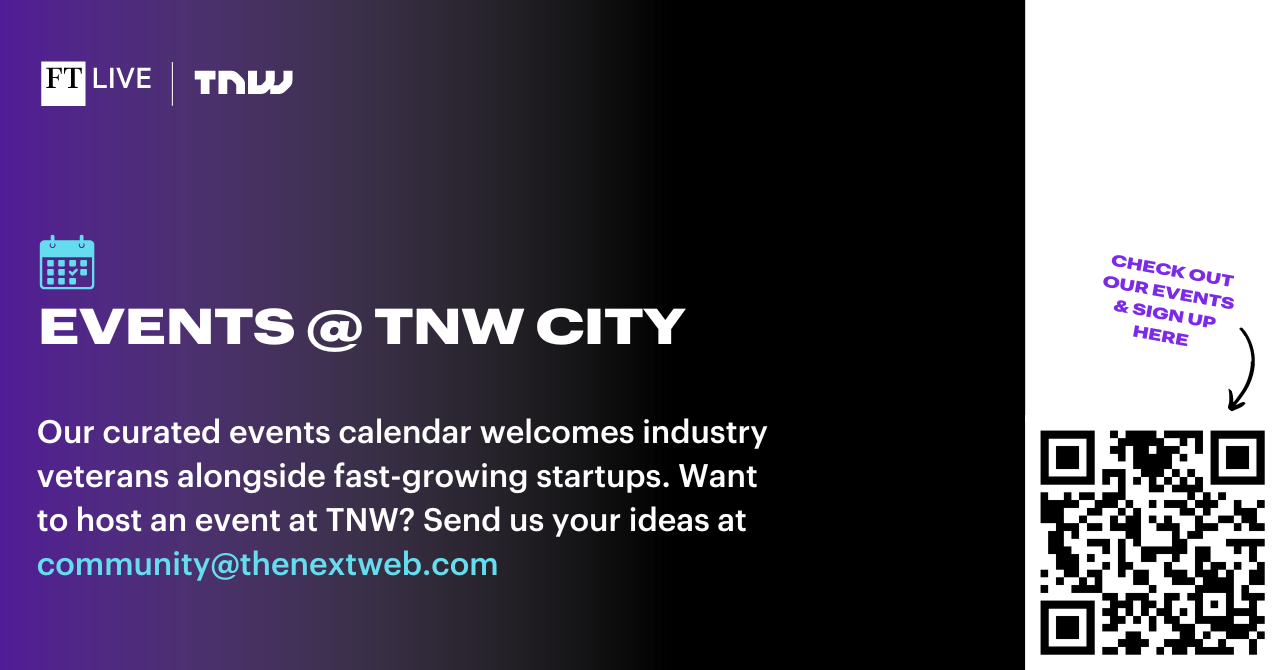 FT LIVE | TNW
EVENTS @ TNW CITY
Our curated events calendar welcomes industry
veterans alongside fast-growing startups. Want
to host an event at TNW? Send us your ideas at
community@thenextweb.com
CHECK OUT
OUR EVENTS
& SIGN UP
HERE